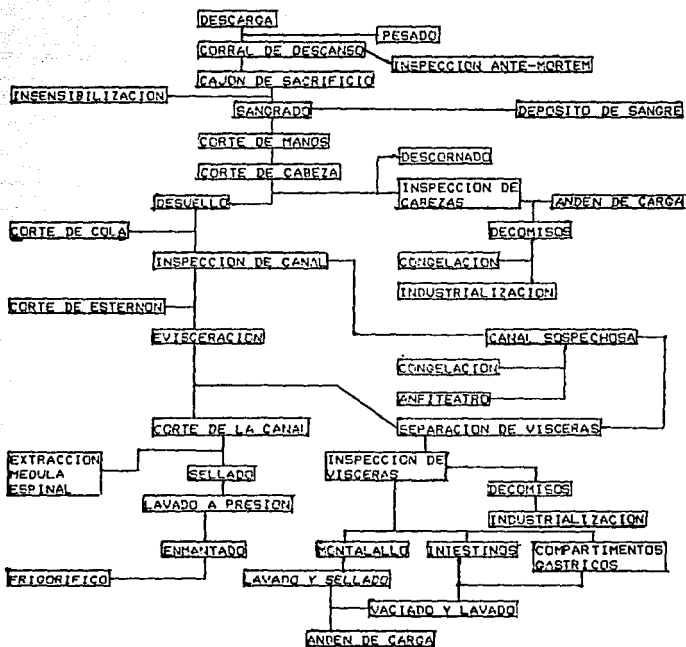 DESCARGA
PESADO
CORRAL DE DESCANSO
INSPECCION ANTE-MORTEM
CAJON DE SACRIFICIO
INSENSIBILIZACION
SANGRADO
DEPOSITO DE SANGRE
CORTE DE MANOS
DESCORNADO
CORTE DE CABEZA
INSPECCION DE
CABEZAS
DESUELLO
ANDEN DE CARGA
CORTE DE COLA
DECOMISOS
INSPECCION DE CANAL
CONGELACION
INDUSTRIALIZACION
CORTE DE ESTERNON
EVISCERACION
CANAL SOSPECHOSA
CONGELACION
ANFITEATRO
CORTE DE LA CANAL
SEPARACION DE VISCERAS
EXTRACCION
MEDULA
ESPINAL
SELLADO
INSPECCION DE
VISCERAS
DECOMISOS
LAVADO A PRESION
INDUSTRIALIZACION
ENMANTADO
MONTALALLO
INTESTINOS
COMPARTIMENTOS
GASTRICOS
FRIGORIFICO
LAVADO Y SELLADO
VACIADO Y LAVADO
ANDEN DE CARGA